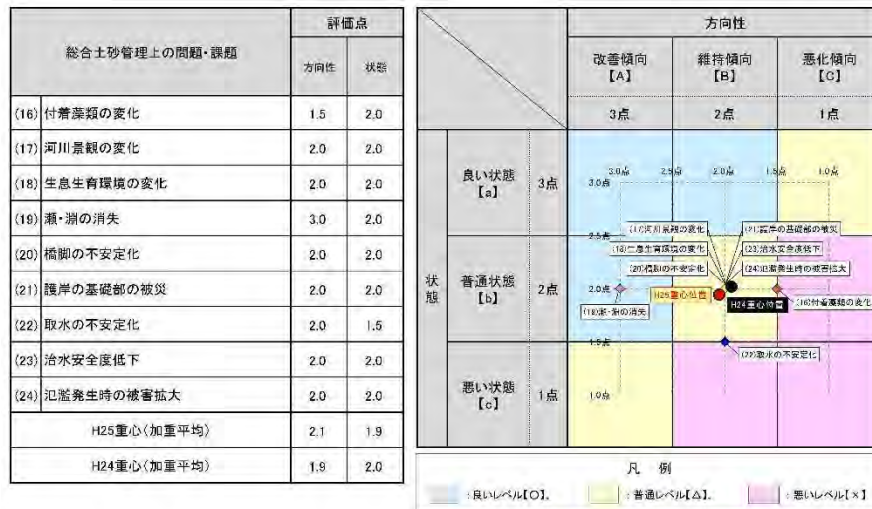 総合土砂管理上の問題・課題
評価点
方向性 状態
(16) 付着藻類の変化 1.5 2.0
(17) 河川景観の変化 2.0 2.0
(18) 生息生育環境の変化 2.0 2.0
(19) 瀬・淵の消失 3.0 2.0
(20) 橋脚の不安定化 2.0 2.0
(21) 護岸の基礎部の被災 2.0 2.0
(22) 取水の不安定化 2.0 1.5
(23) 治水安全度低下 2.0 2.0
(24) 氾濫発生時の被害拡大 2.0 2.0
H25重心(加重平均) 2.1 1.9
H24重心(加重平均) 1.9 2.0
方向性
改善傾向【A】 維持傾向【B】 悪化傾向【C】
3点 2点 1点
状態
良い状態【a】 3点
普通状態【b】 2点
悪い状態【c】 1点
3.0点 2.5点 2.0点 1.5点 1.0点
3.0点
2.5点
2.0点
1.5点
1.0点
(17)河川景観の変化 (21)護岸の基礎部の被災
(18)生息生育環境の変化 (23)治水安全度低下
(20)橋脚の不安定化 (24)氾濫発生時の被害拡大
H25重心位置 H24重心位置
(19)瀬・淵の消失 (16)付着藻類の変化
(22)取水の不安定化
凡 例
:良いレベル【○】, :普通レベル【△】, :悪いレベル【×】